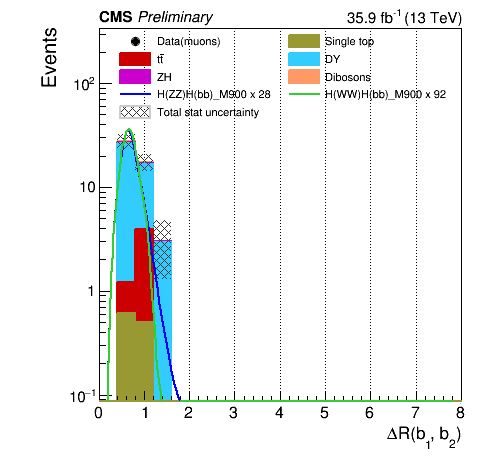 CMS Preliminary 35.9 fb⁻¹ (13 TeV)
Events
Data(muons) Single top
tt̄ DY
ZH Dibosons
H(ZZ)H(bb)_M900 x 28 H(WW)H(bb)_M900 x 92
Total stat uncertainty
10²
10
1
10⁻¹
0 1 2 3 4 5 6 7 8
ΔR(b₁, b₂)